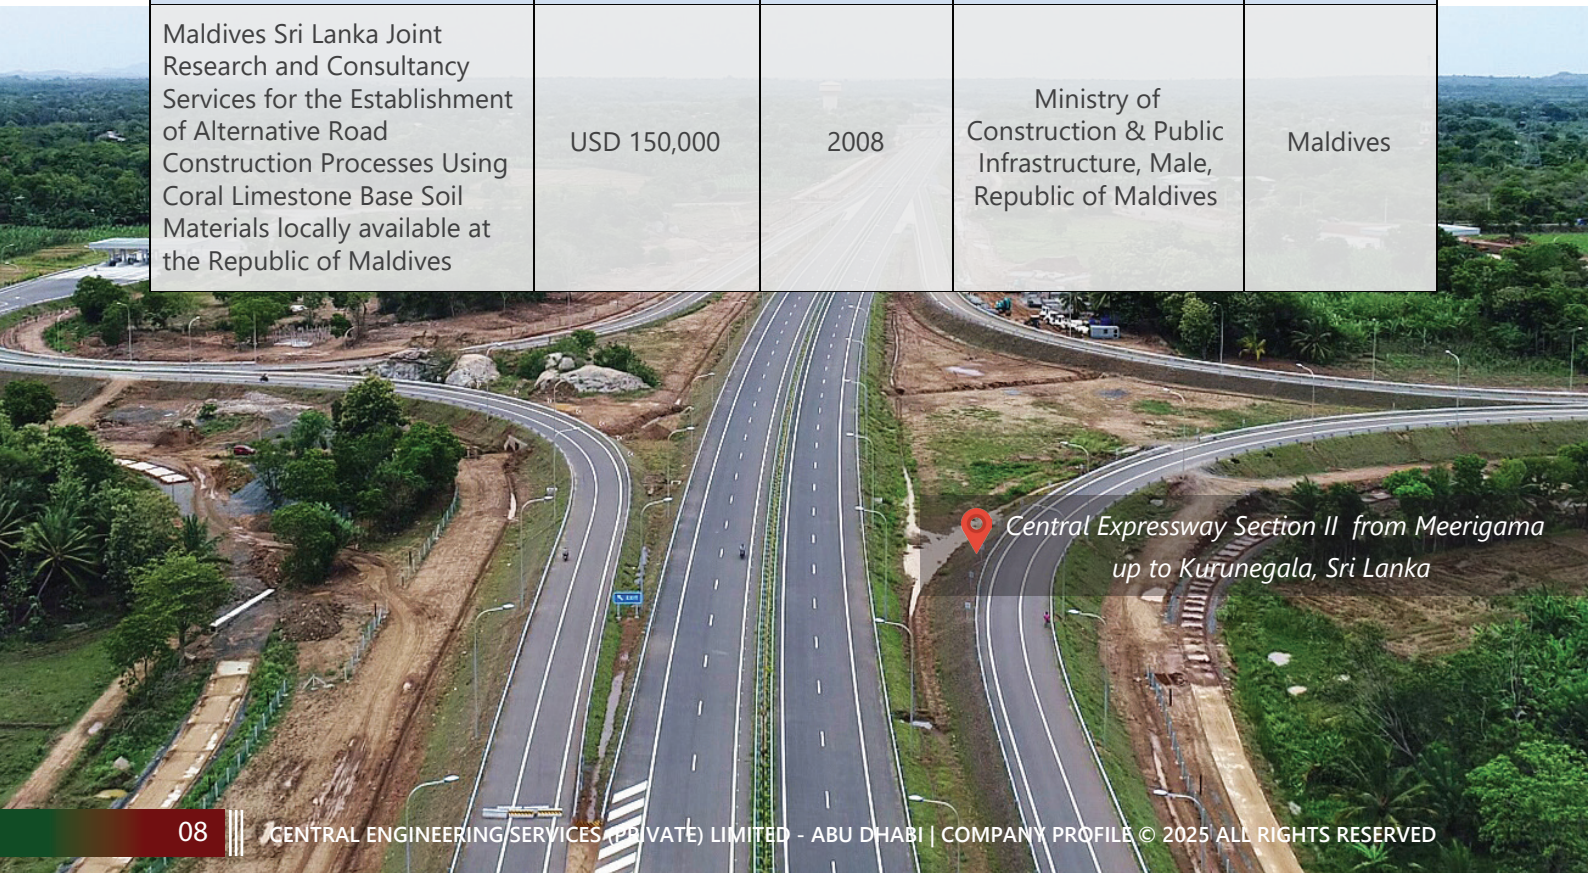 Maldives Sri Lanka Joint
Research and Consultancy
Services for the Establishment
of Alternative Road
Construction Processes Using
Coral Limestone Base Soil
Materials locally available at
the Republic of Maldives
USD 150,000
2008
Ministry of
Construction & Public
Infrastructure, Male,
Republic of Maldives
Maldives
Central Expressway Section II from Meerigama
up to Kurunegala, Sri Lanka
EXIT
08
CENTRAL ENGINEERING SERVICES (PRIVATE) LIMITED - ABU DHABI | COMPANY PROFILE © 2025 ALL RIGHTS RESERVED